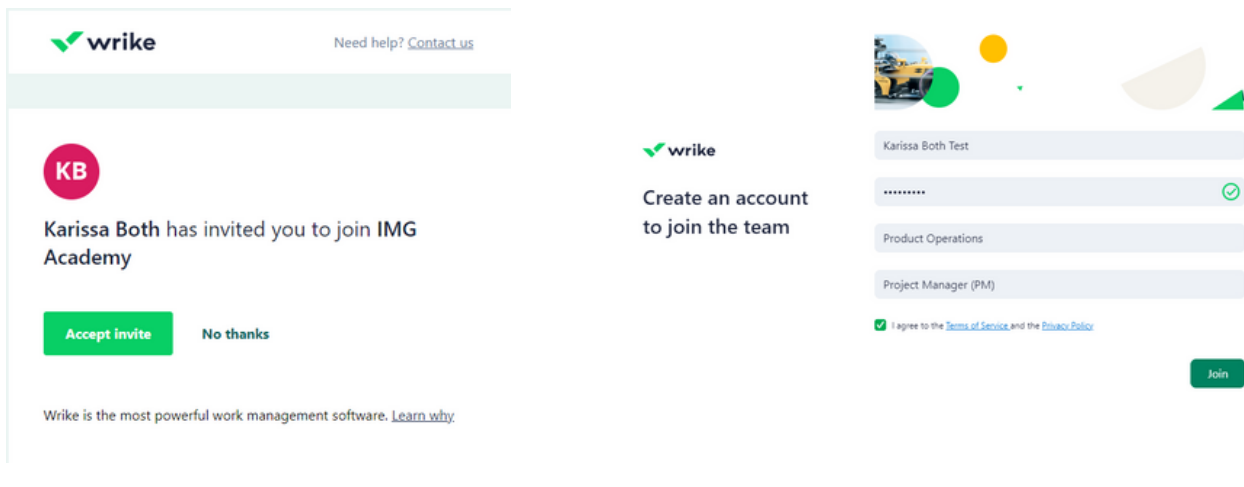 wrike
Need help? Contact us
KB
Karissa Both has invited you to join IMG
Academy
Accept invite
No thanks
Wrike is the most powerful work management software. Learn why
wrike
Create an account
to join the team
Karissa Both Test
•••••••••
Product Operations
Project Manager (PM)
I agree to the Terms of Service and the Privacy Policy
Join